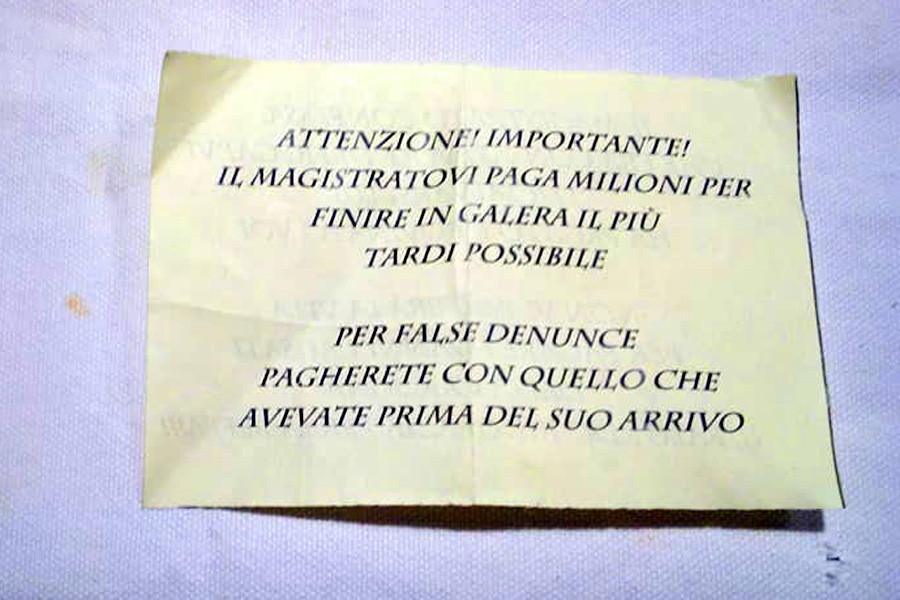 ATTENZIONE! IMPORTANTE!
IL MAGISTRATOVI PAGA MILIONI PER
FINIRE IN GALERA IL PIÙ
TARDI POSSIBILE
PER FALSE DENUNCE
PAGHERETE CON QUELLO CHE
AVEVATE PRIMA DEL SUO ARRIVO